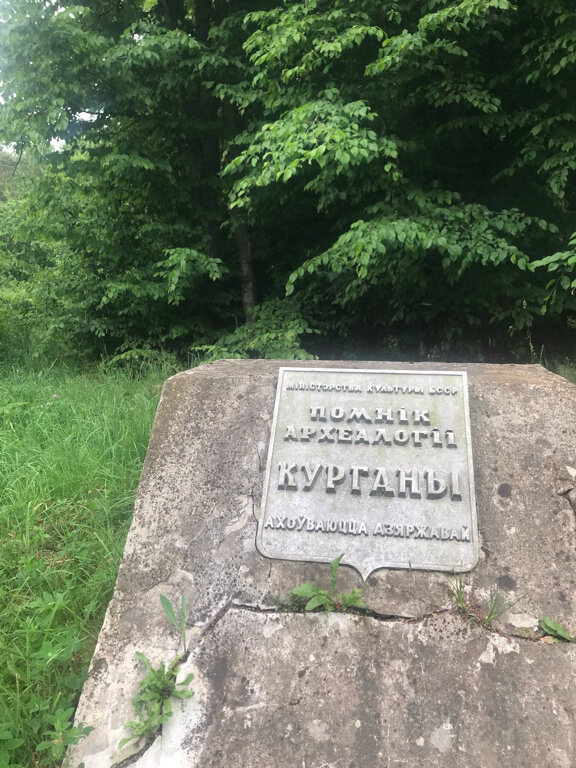 МІНІСТЭРСТВА КУЛЬТУРЫ БССР
ПОМНІК
АРХЕАЛОГІІ
КУРГАНЫ
АХОЎВАЮЦЦА ДЗЯРЖАВАЙ